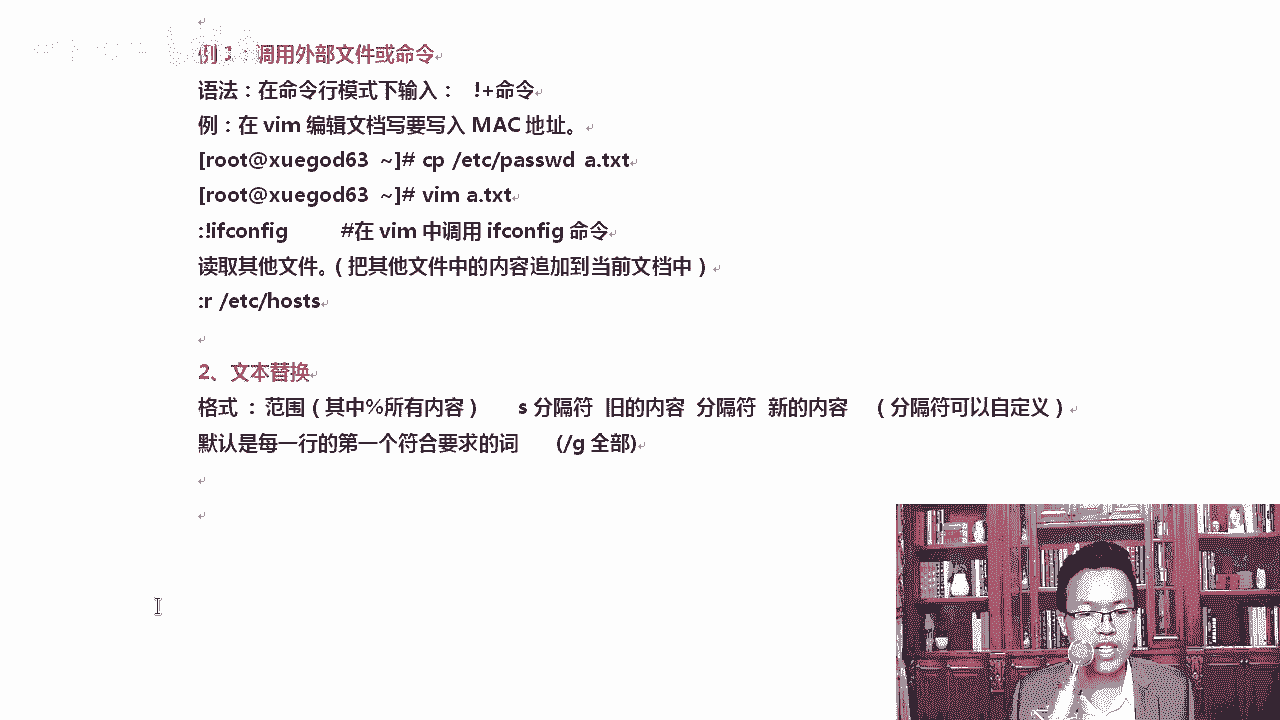 例1：调用外部文件或命令
语法：在命令行模式下输入： !+命令
例：在 vim 编辑文档写要写入 MAC 地址。
[root@xuegod63 ~]# cp /etc/passwd a.txt
[root@xuegod63 ~]# vim a.txt
:!ifconfig #在 vim 中调用 ifconfig 命令
读取其他文件。（把其他文件中的内容追加到当前文档中）
:r /etc/hosts
2、文本替换
格式 ： 范围（其中%所有内容） s 分隔符 旧的内容 分隔符 新的内容 （分隔符可以自定义）
默认是每一行的第一个符合要求的词 (/g 全部)